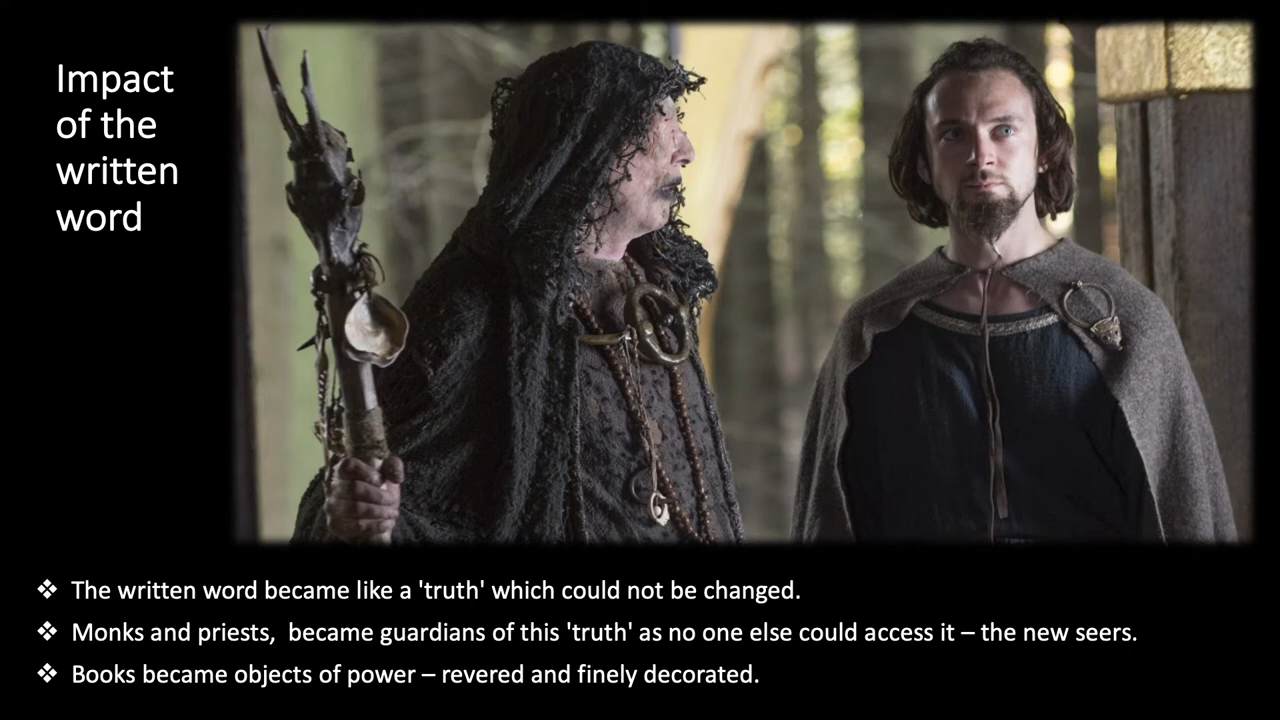 Impact
of the
written
word
❖ The written word became like a 'truth' which could not be changed.
❖ Monks and priests,  became guardians of this 'truth' as no one else could access it – the new seers.
❖ Books became objects of power – revered and finely decorated.